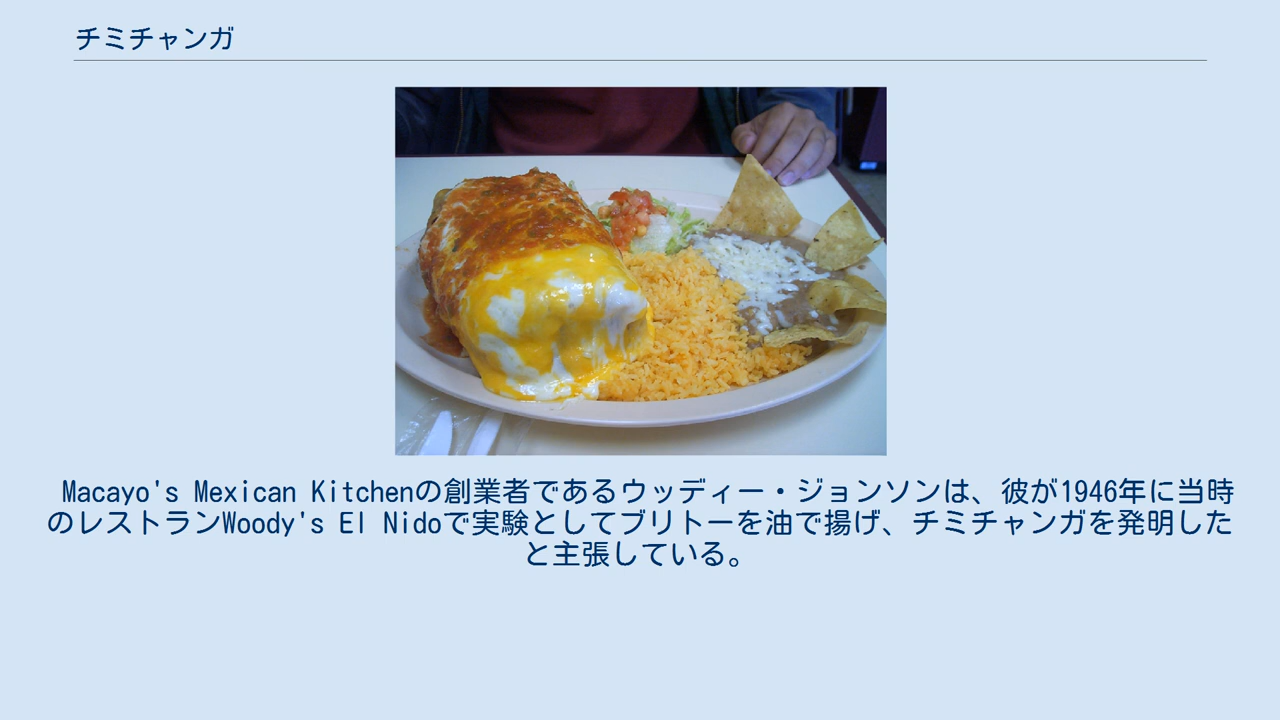 チミチャンガ
Macayo's Mexican Kitchenの創業者であるウッディー・ジョンソンは、彼が1946年に当時
のレストランWoody's El Nidoで実験としてブリトーを油で揚げ、チミチャンガを発明した
と主張している。